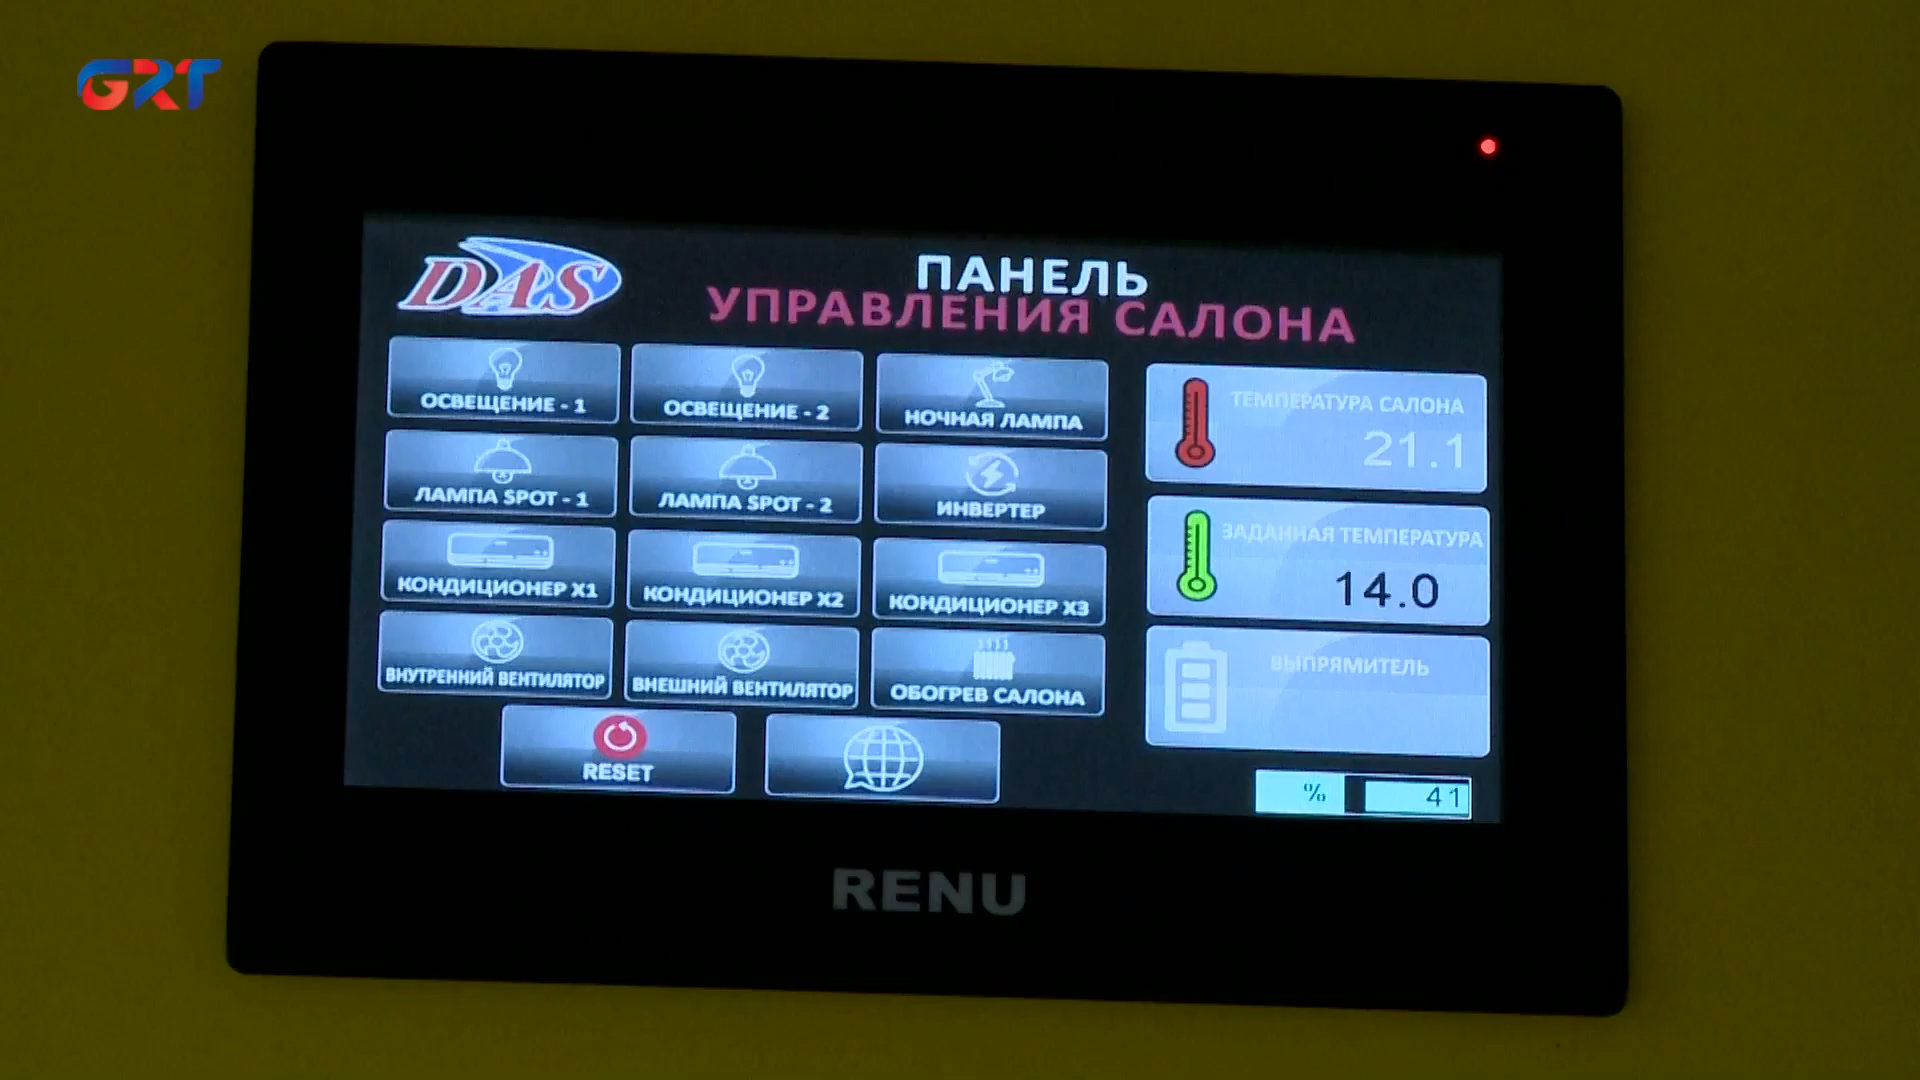 GRT
DAS
ПАНЕЛЬ
УПРАВЛЕНИЯ САЛОНА
ОСВЕЩЕНИЕ - 1
ОСВЕЩЕНИЕ - 2
НОЧНАЯ ЛАМПА
ЛАМПА SPOT - 1
ЛАМПА SPOT - 2
ИНВЕРТЕР
КОНДИЦИОНЕР X1
КОНДИЦИОНЕР X2
КОНДИЦИОНЕР X3
ВНУТРЕННИЙ ВЕНТИЛЯТОР
ВНЕШНИЙ ВЕНТИЛЯТОР
ОБОГРЕВ САЛОНА
RESET
ТЕМПЕРАТУРА САЛОНА
21.1
ЗАДАННАЯ ТЕМПЕРАТУРА
14.0
ВЫПРЯМИТЕЛЬ
% 41
RENU